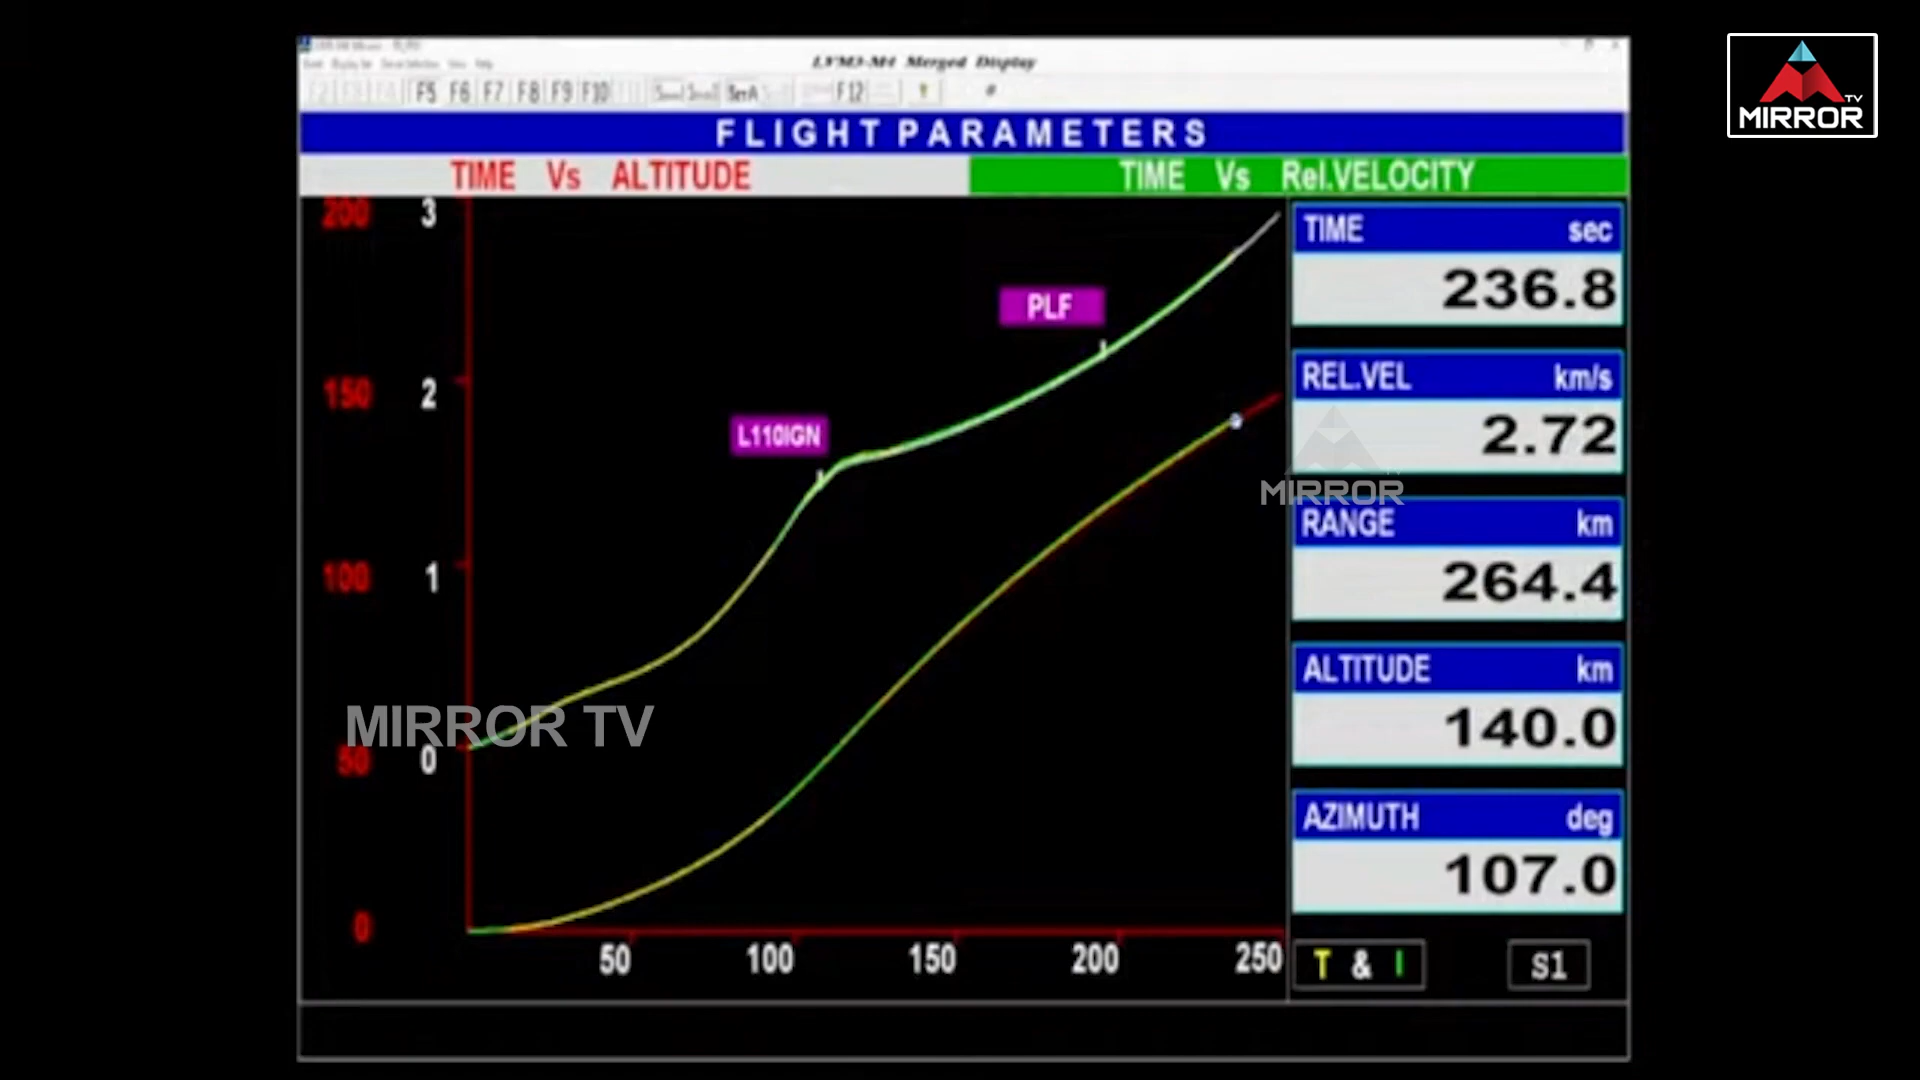 LVM3-M4 Merged Display
F5 F6 F7 F8 F9 F10 SerA F12 #
FLIGHT PARAMETERS
TIME Vs ALTITUDE
TIME Vs Rel.VELOCITY
200 3
150 2
100 1
50 0
0
50 100 150 200 250
L110IGN
PLF
TIME sec
236.8
REL.VEL km/s
2.72
RANGE km
264.4
ALTITUDE km
140.0
AZIMUTH deg
107.0
T & I S1
MIRROR TV
MIRROR
TV
MIRROR